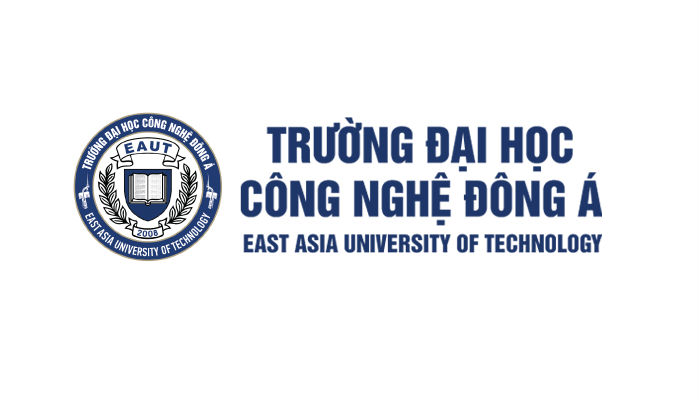 TRƯỜNG ĐẠI HỌC CÔNG NGHỆ ĐÔNG Á
EAUT
2008
EAST ASIA UNIVERSITY OF TECHNOLOGY
TRƯỜNG ĐẠI HỌC
CÔNG NGHỆ ĐÔNG Á
EAST ASIA UNIVERSITY OF TECHNOLOGY